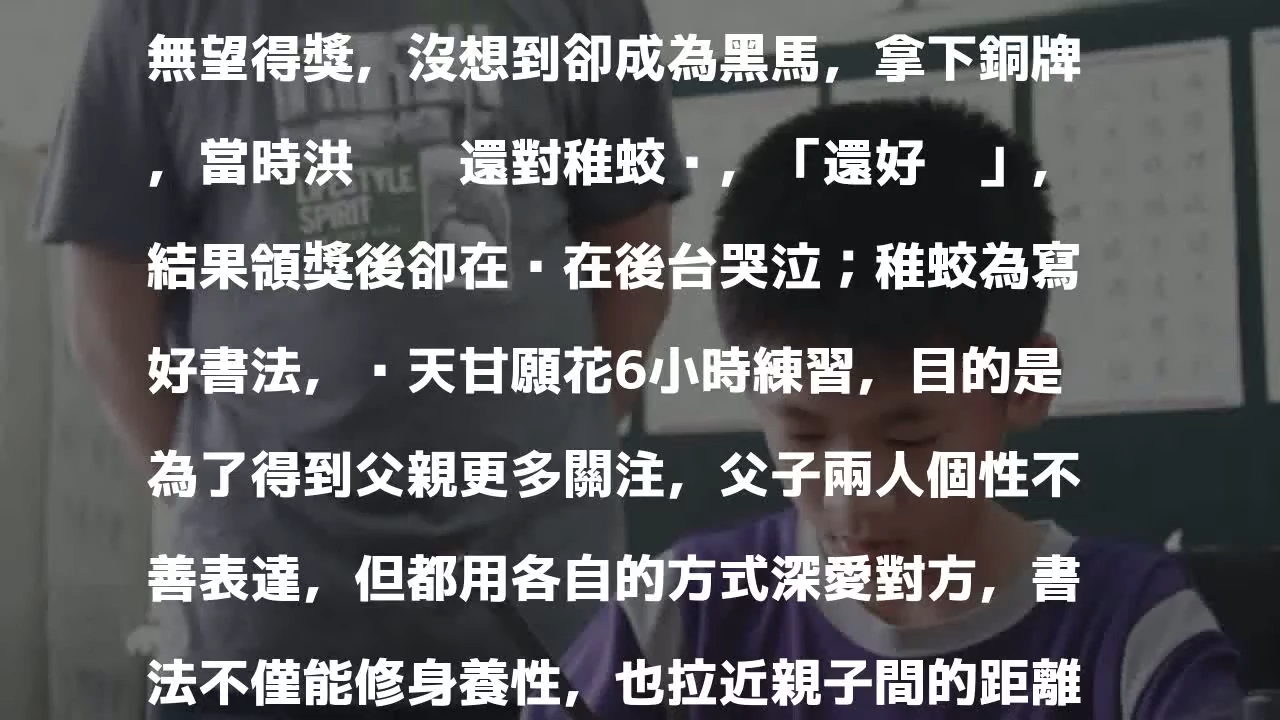 無望得獎，沒想到卻成為黑馬，拿下銅牌
，當時洪　　還對稚蛟·，「還好　」，
結果領獎後卻在·在後台哭泣；稚蛟為寫
好書法，·天甘願花6小時練習，目的是
為了得到父親更多關注，父子兩人個性不
善表達，但都用各自的方式深愛對方，書
法不僅能修身養性，也拉近親子間的距離
LIFESTYLE
SPIRIT